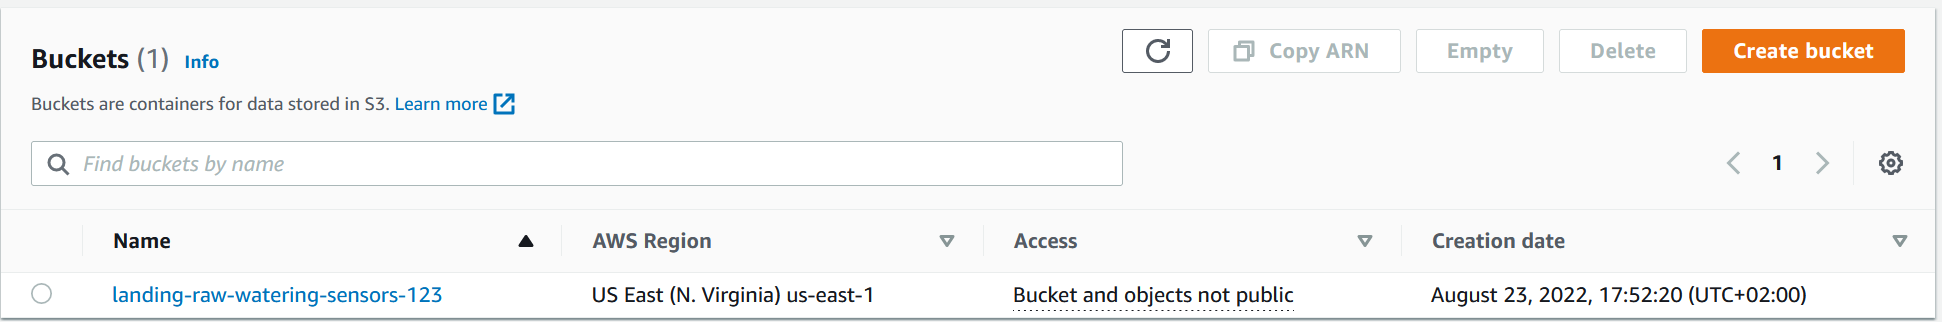 Buckets (1) Info
Copy ARN Empty Delete Create bucket
Buckets are containers for data stored in S3. Learn more
Find buckets by name
1
Name AWS Region Access Creation date
landing-raw-watering-sensors-123 US East (N. Virginia) us-east-1 Bucket and objects not public August 23, 2022, 17:52:20 (UTC+02:00)